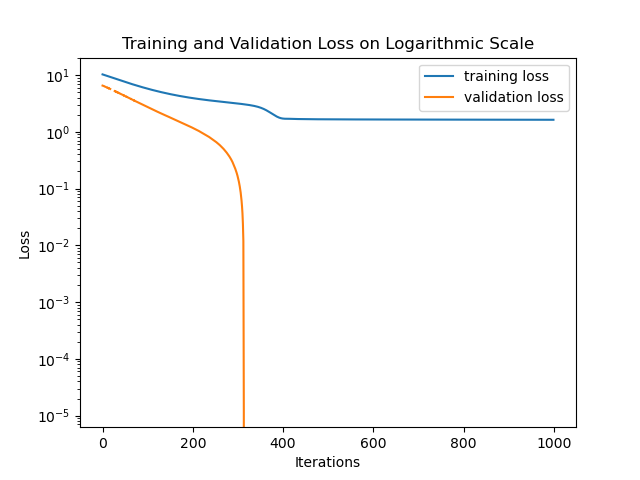 Training and Validation Loss on Logarithmic Scale
training loss
validation loss
10¹
10⁰
10⁻¹
10⁻²
10⁻³
10⁻⁴
10⁻⁵
Loss
0 200 400 600 800 1000
Iterations